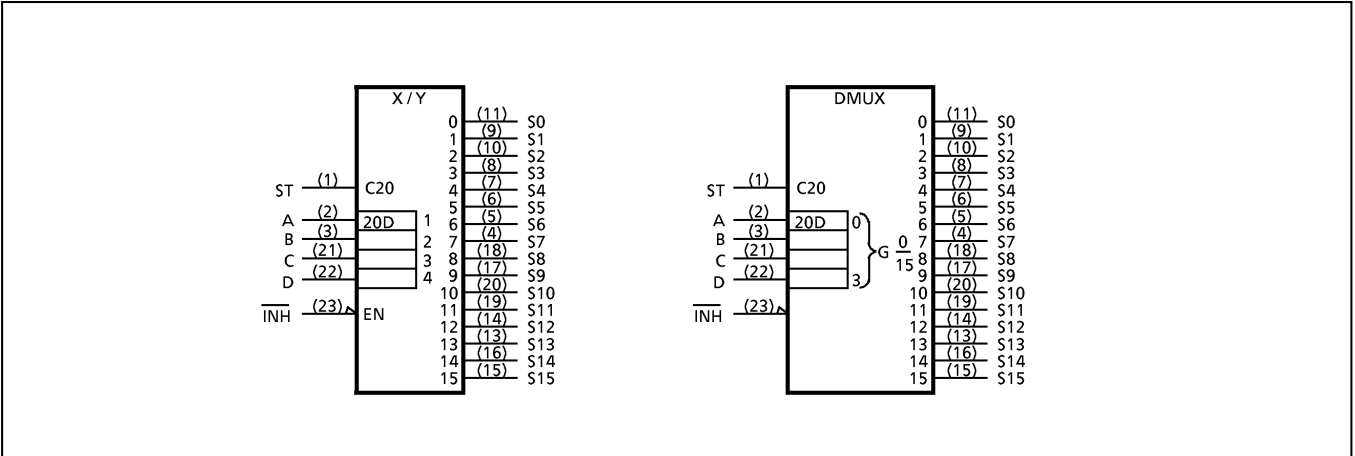 X / Y
ST (1) C20
A (2) 20D 1
B (3) 2
C (21) 3
D (22) 4
INH (23) EN
0 (11) S0
1 (9) S1
2 (10) S2
3 (8) S3
4 (7) S4
5 (6) S5
6 (5) S6
7 (4) S7
8 (18) S8
9 (17) S9
10 (20) S10
11 (19) S11
12 (14) S12
13 (13) S13
14 (16) S14
15 (15) S15
DMUX
ST (1) C20
A (2) 20D 0
B (3)
C (21)
D (22) 3
G 0/15
INH (23)
0 (11) S0
1 (9) S1
2 (10) S2
3 (8) S3
4 (7) S4
5 (6) S5
6 (5) S6
7 (4) S7
8 (18) S8
9 (17) S9
10 (20) S10
11 (19) S11
12 (14) S12
13 (13) S13
14 (16) S14
15 (15) S15